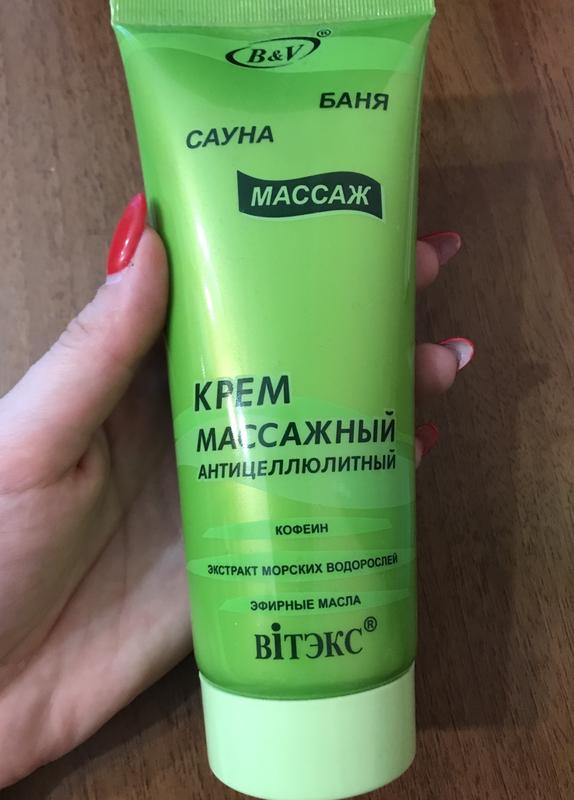 B&V®
БАНЯ
САУНА
МАССАЖ
КРЕМ
МАССАЖНЫЙ
АНТИЦЕЛЛЮЛИТНЫЙ
КОФЕИН
ЭКСТРАКТ МОРСКИХ ВОДОРОСЛЕЙ
ЭФИРНЫЕ МАСЛА
ВIТЭКС®